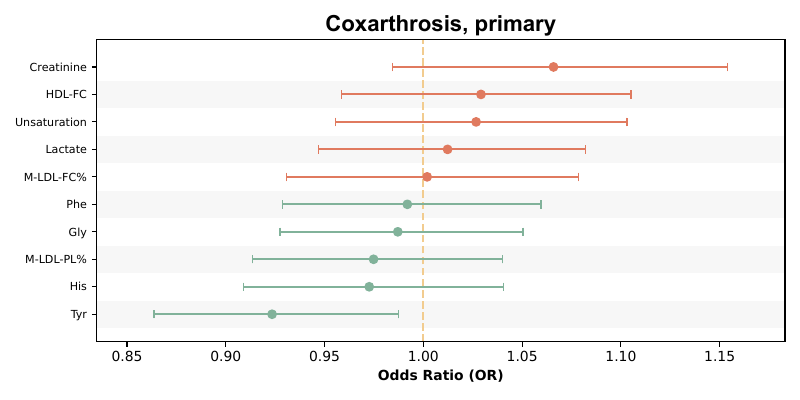 Coxarthrosis, primary
Creatinine
HDL-FC
Unsaturation
Lactate
M-LDL-FC%
Phe
Gly
M-LDL-PL%
His
Tyr
0.85 0.90 0.95 1.00 1.05 1.10 1.15
Odds Ratio (OR)